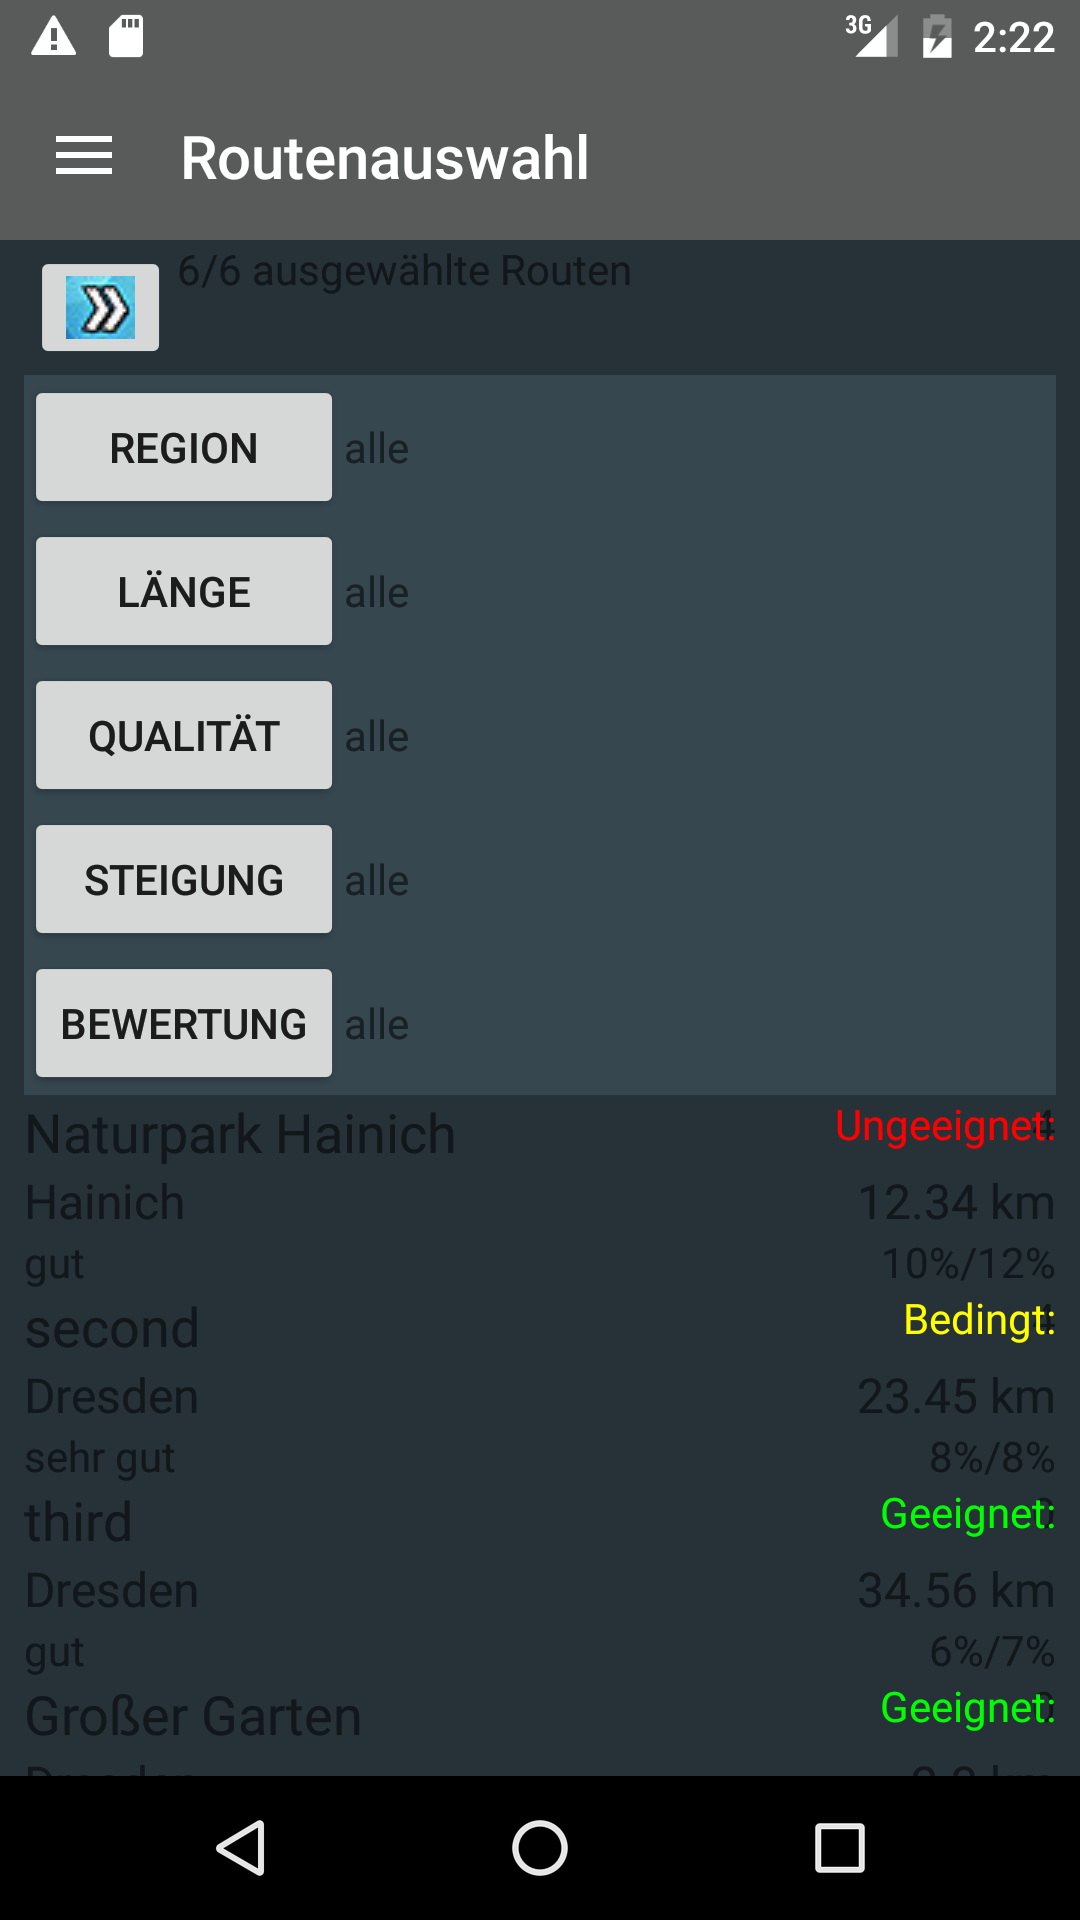 3G 2:22
Routenauswahl
6/6 ausgewählte Routen
REGION alle
LÄNGE alle
QUALITÄT alle
STEIGUNG alle
BEWERTUNG alle
Naturpark Hainich Ungeeignet:
Hainich 12.34 km
gut 10%/12%
second Bedingt:
Dresden 23.45 km
sehr gut 8%/8%
third Geeignet:
Dresden 34.56 km
gut 6%/7%
Großer Garten Geeignet: